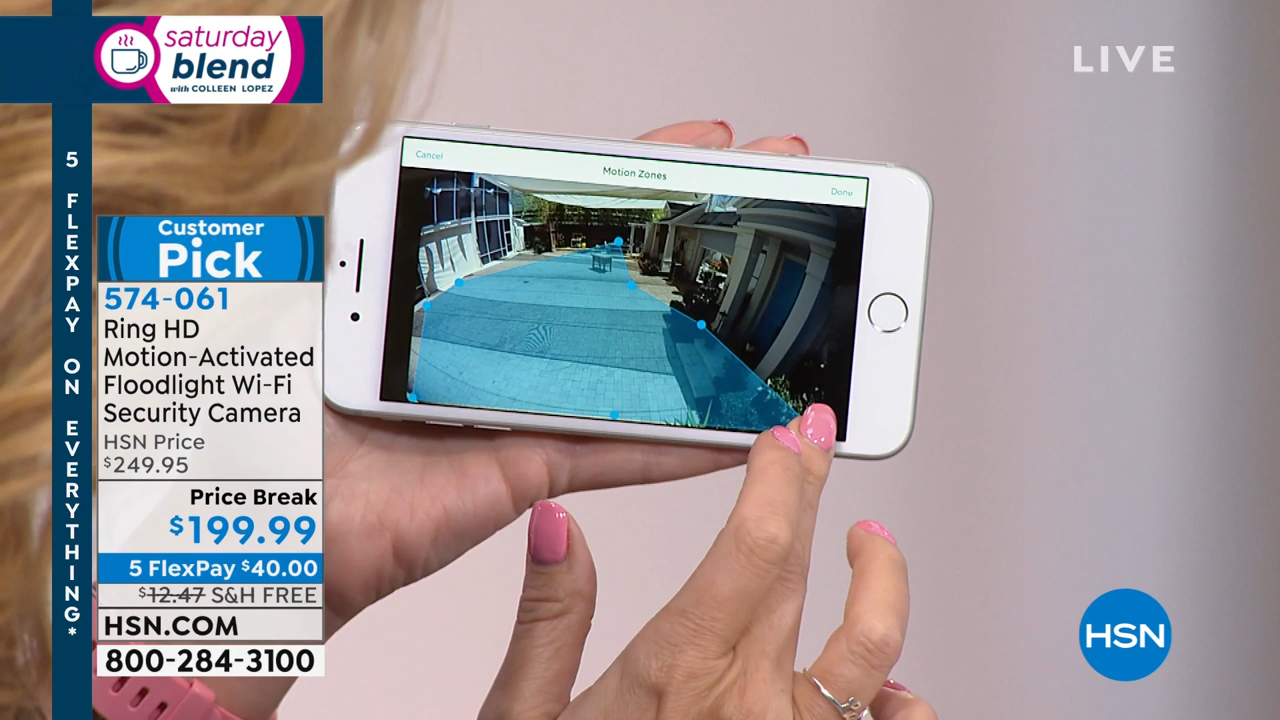 saturday
blend
with COLLEEN LOPEZ
LIVE
5 FLEXPAY ON EVERYTHING*
Customer
Pick
574-061
Ring HD
Motion-Activated
Floodlight Wi-Fi
Security Camera
HSN Price
$249.95
Price Break
$199.99
5 FlexPay $40.00
$12.47 S&H FREE
HSN.COM
800-284-3100
Cancel
Motion Zones
Done
HSN